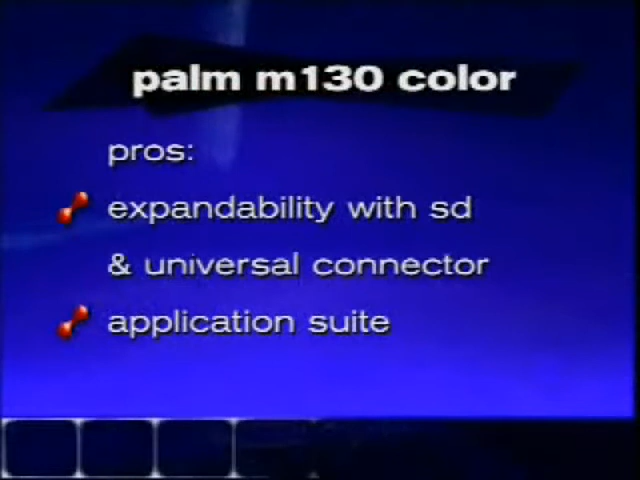 palm m130 color
pros:
expandability with sd
& universal connector
application suite